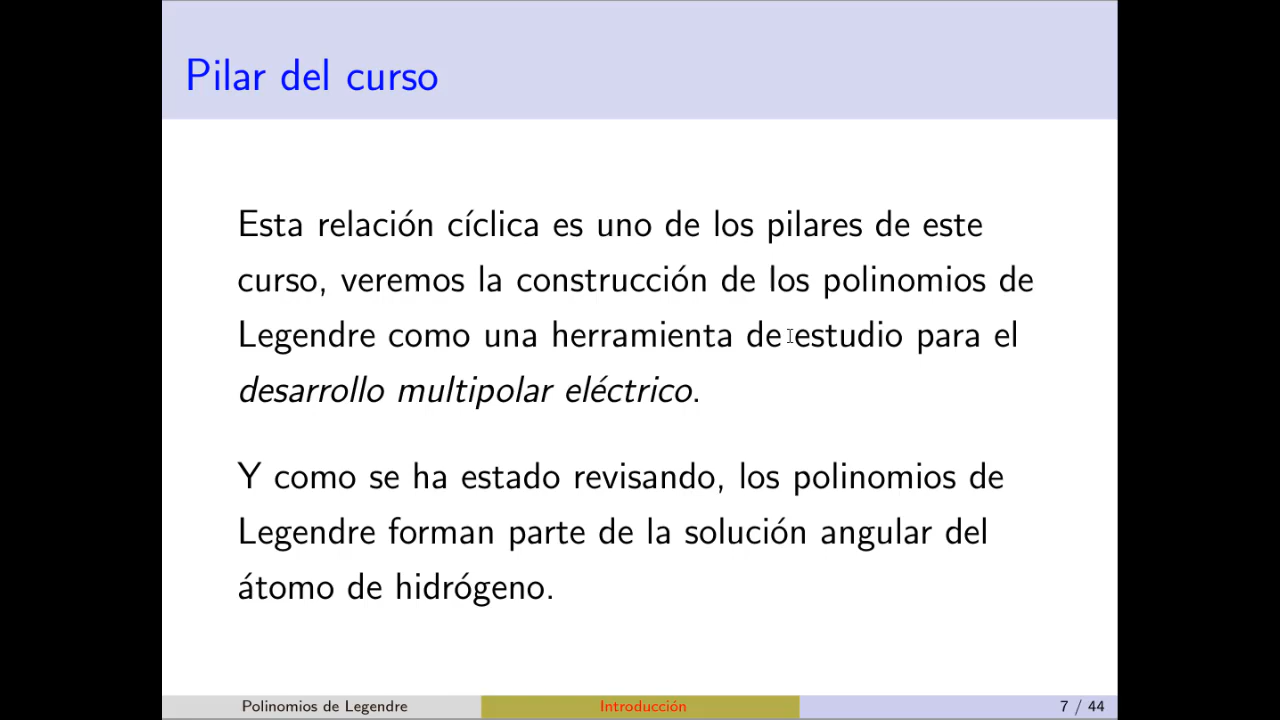 Pilar del curso
Esta relación cíclica es uno de los pilares de este
curso, veremos la construcción de los polinomios de
Legendre como una herramienta de estudio para el
desarrollo multipolar eléctrico.
Y como se ha estado revisando, los polinomios de
Legendre forman parte de la solución angular del
átomo de hidrógeno.
Polinomios de Legendre Introducción 7 / 44